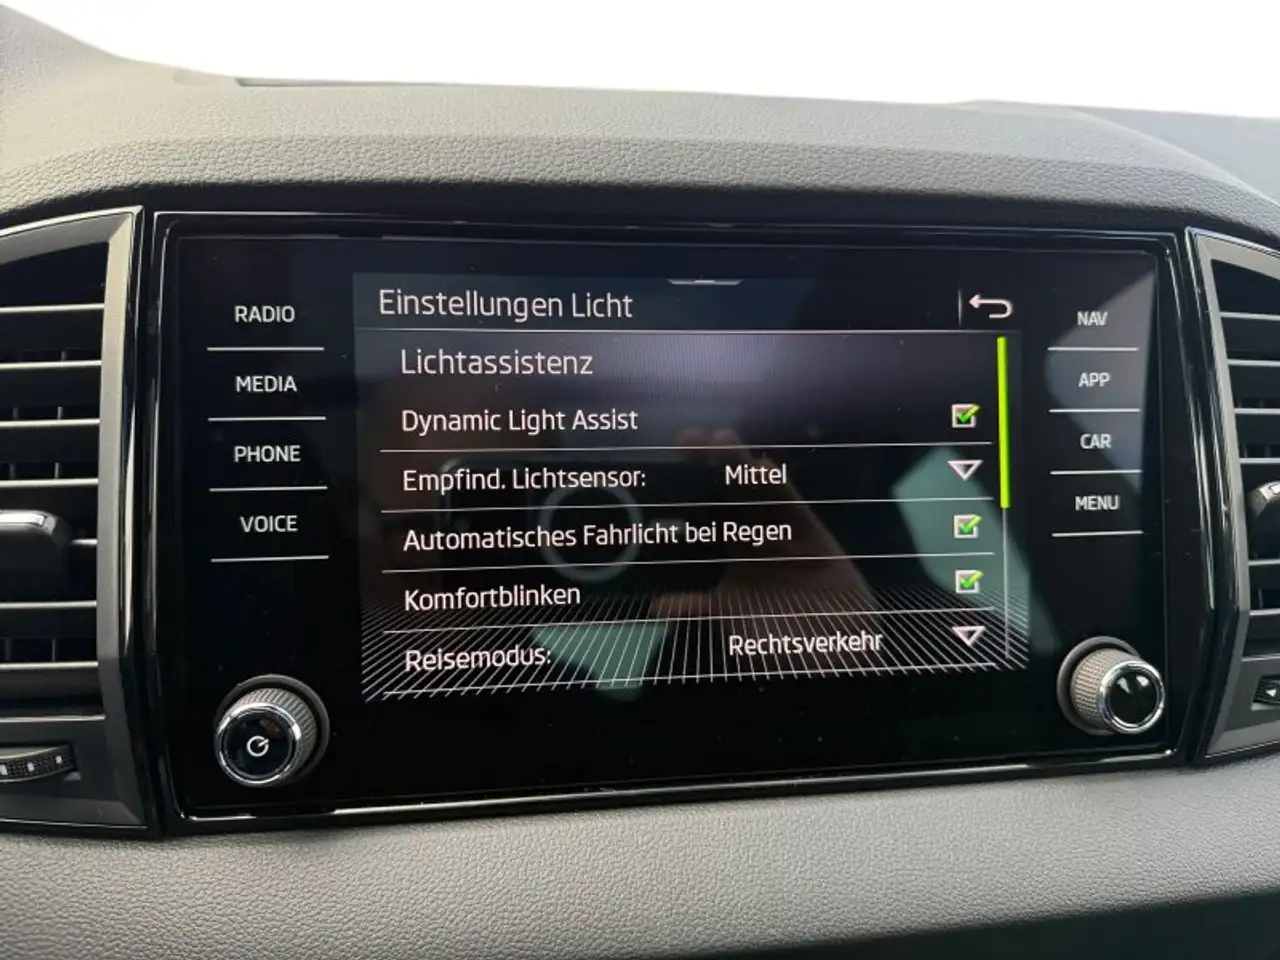 Einstellungen Licht
RADIO
MEDIA
PHONE
VOICE
Lichtassistenz
Dynamic Light Assist
Empfind. Lichtsensor: Mittel
Automatisches Fahrlicht bei Regen
Komfortblinken
Reisemodus: Rechtsverkehr
NAV
APP
CAR
MENU